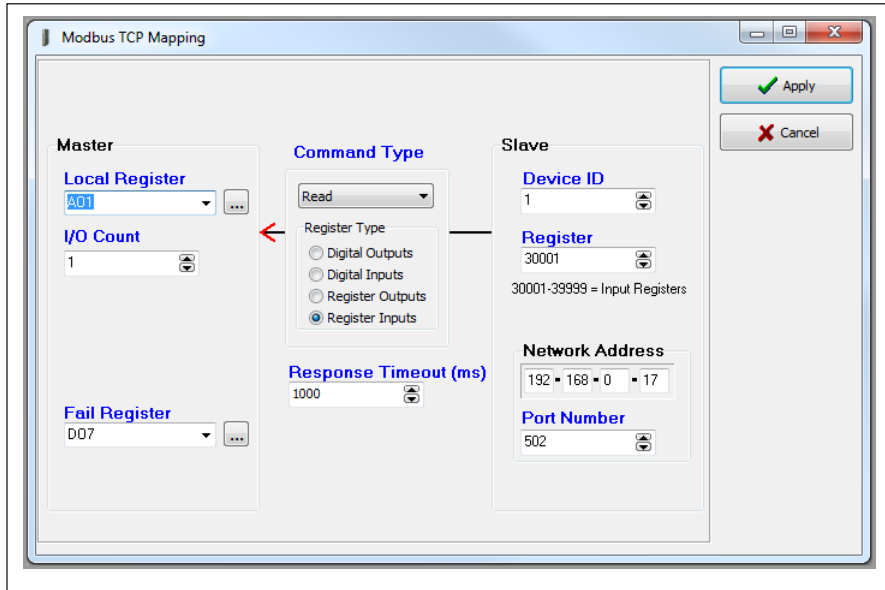 Modbus TCP Mapping
Apply
Cancel
Master
Local Register
AO1
...
I/O Count
1
Fail Register
DO7
...
Command Type
Read
Register Type
Digital Outputs
Digital Inputs
Register Outputs
Register Inputs
Response Timeout (ms)
1000
Slave
Device ID
1
Register
30001
30001-39999 = Input Registers
Network Address
192 168 0 17
Port Number
502